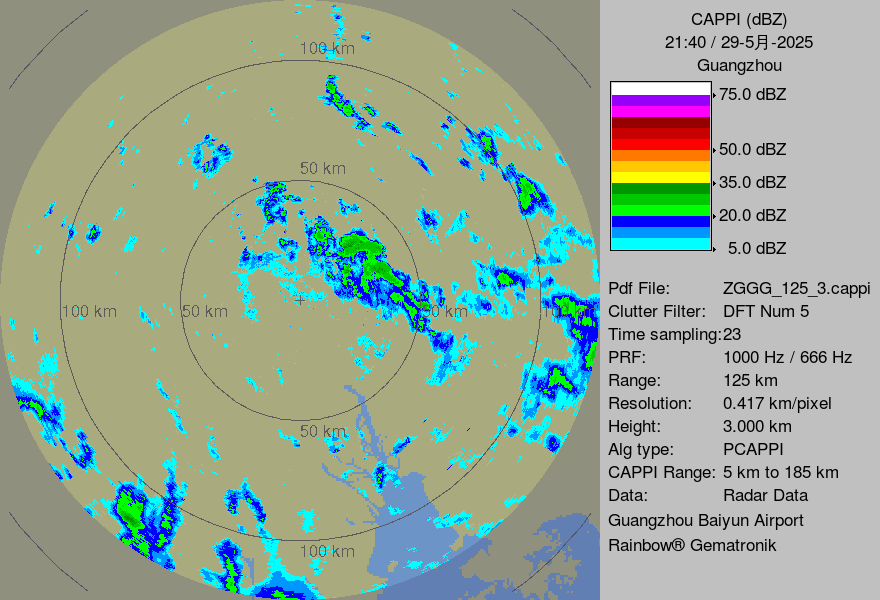 CAPPI (dBZ)
21:40 / 29-5月-2025
Guangzhou
75.0 dBZ
50.0 dBZ
35.0 dBZ
20.0 dBZ
5.0 dBZ
Pdf File: ZGGG_125_3.cappi
Clutter Filter: DFT Num 5
Time sampling:23
PRF: 1000 Hz / 666 Hz
Range: 125 km
Resolution: 0.417 km/pixel
Height: 3.000 km
Alg type: PCAPPI
CAPPI Range: 5 km to 185 km
Data: Radar Data
Guangzhou Baiyun Airport
Rainbow® Gematronik
100 km
50 km
100 km
50 km
50 km
50 km
100 km